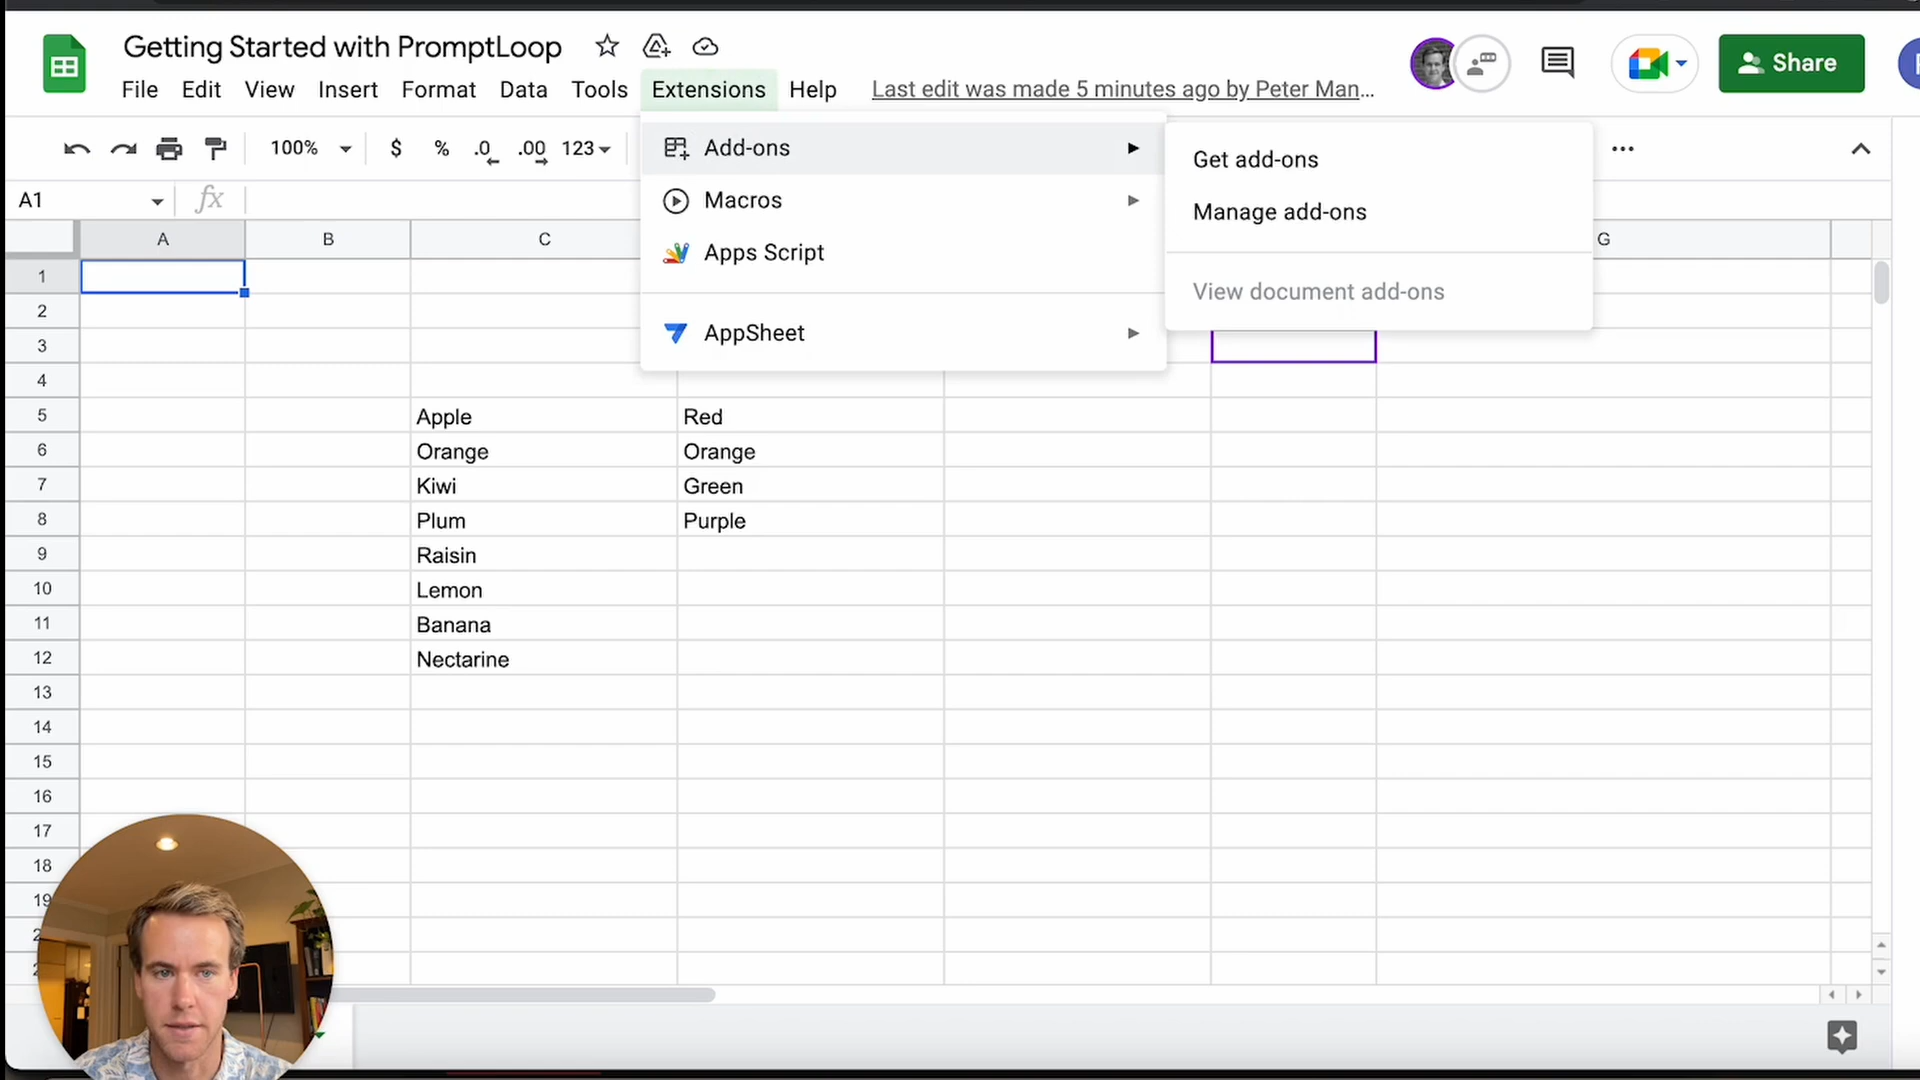 Getting Started with PromptLoop
File Edit View Insert Format Data Tools Extensions Help Last edit was made 5 minutes ago by Peter Man...
Share
100% $ % .0 .00 123
Add-ons
Macros
Apps Script
AppSheet
Get add-ons
Manage add-ons
View document add-ons
A1 fx
A B C G
1
2
3
4
5 Apple Red
6 Orange Orange
7 Kiwi Green
8 Plum Purple
9 Raisin
10 Lemon
11 Banana
12 Nectarine
13
14
15
16
17
18
19